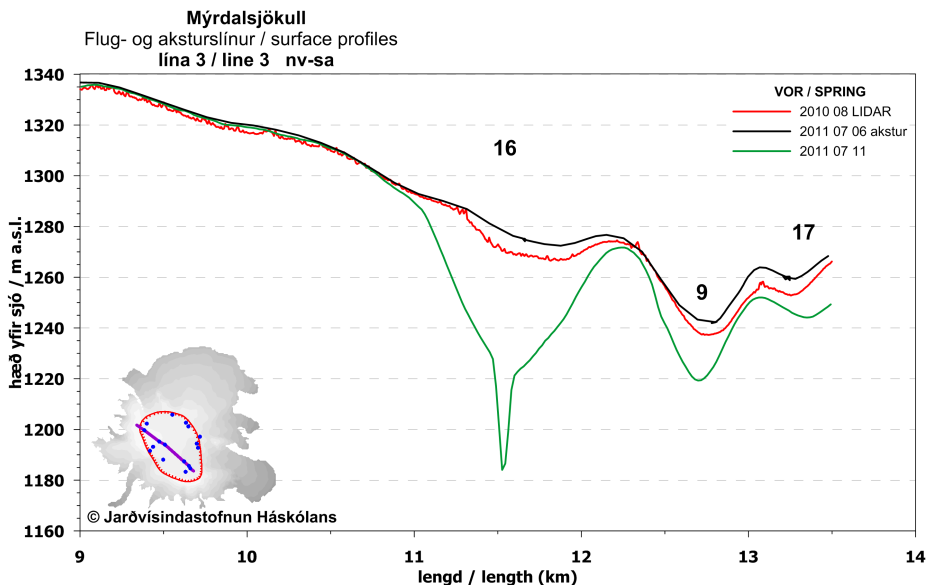 Mýrdalsjökull
Flug- og aksturslínur / surface profiles
lína 3 / line 3 nv-sa
VOR / SPRING
2010 08 LIDAR
2011 07 06 akstur
2011 07 11
hæð yfir sjó / m a.s.l.
1340
1320
1300
1280
1260
1240
1220
1200
1180
1160
16
9
17
© Jarðvísindastofnun Háskólans
9
10
11
12
13
14
lengd / length (km)